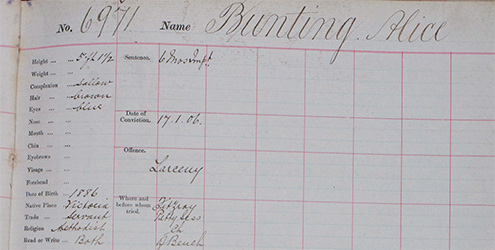 No. 6971 Name Bunting Alice
Height ... 5 ft 1½ Sentence. 6 Mos Impt
Weight ...
Complexion Sallow
Hair ... brown
Eyes ... blue
Nose ... Date of
Mouth ... Conviction. 17.1.06.
Chin ...
Eyebrows Offence.
Visage ... Larceny
Forehead
Date of Birth 1886
Native Place Victoria Where and Fitzroy
Trade ... Servant before whom Petty Sess
Religion Methodist tried. Ct
Read or Write Both Bench